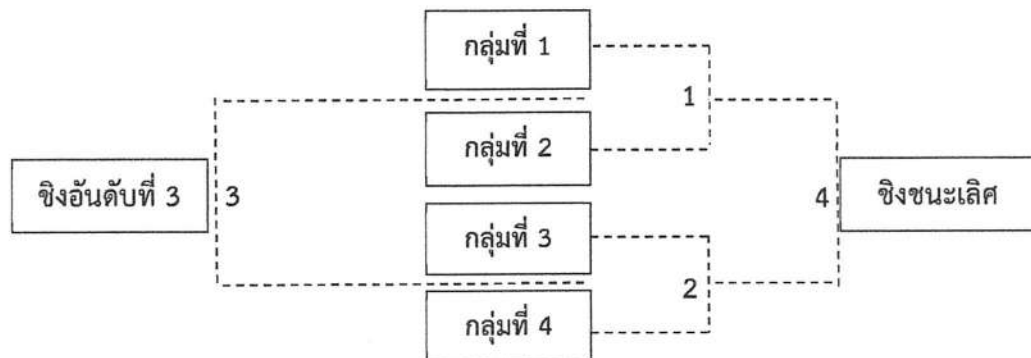 กลุ่มที่ 1
1
กลุ่มที่ 2
ชิงอันดับที่ 3
3
4
ชิงชนะเลิศ
กลุ่มที่ 3
2
กลุ่มที่ 4